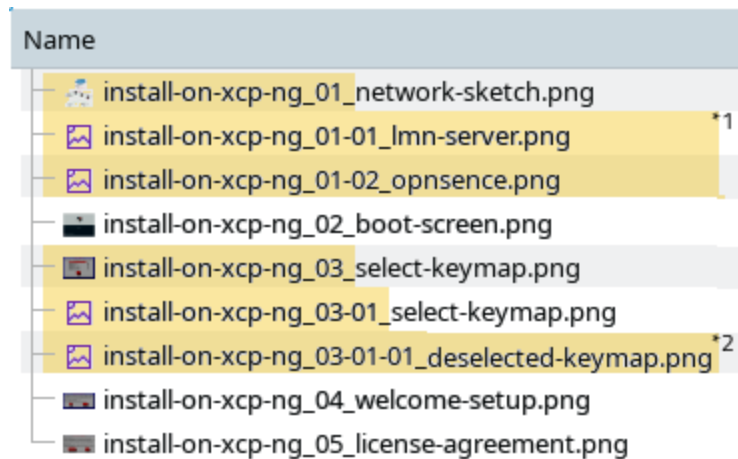 Name
install-on-xcp-ng_01_network-sketch.png
install-on-xcp-ng_01-01_lmn-server.png *1
install-on-xcp-ng_01-02_opnsence.png
install-on-xcp-ng_02_boot-screen.png
install-on-xcp-ng_03_select-keymap.png
install-on-xcp-ng_03-01_select-keymap.png
install-on-xcp-ng_03-01-01_deselected-keymap.png *2
install-on-xcp-ng_04_welcome-setup.png
install-on-xcp-ng_05_license-agreement.png